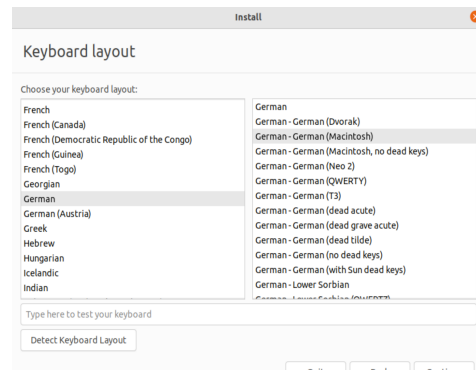 Install
Keyboard layout
Choose your keyboard layout:
French
French (Canada)
French (Democratic Republic of the Congo)
French (Guinea)
French (Togo)
Georgian
German
German (Austria)
Greek
Hebrew
Hungarian
Icelandic
Indian
German
German - German (Dvorak)
German - German (Macintosh)
German - German (Macintosh, no dead keys)
German - German (Neo 2)
German - German (QWERTY)
German - German (T3)
German - German (dead acute)
German - German (dead grave acute)
German - German (dead tilde)
German - German (no dead keys)
German - German (with Sun dead keys)
German - Lower Sorbian
German - Lower Sorbian (QWERTZ)
Type here to test your keyboard
Detect Keyboard Layout